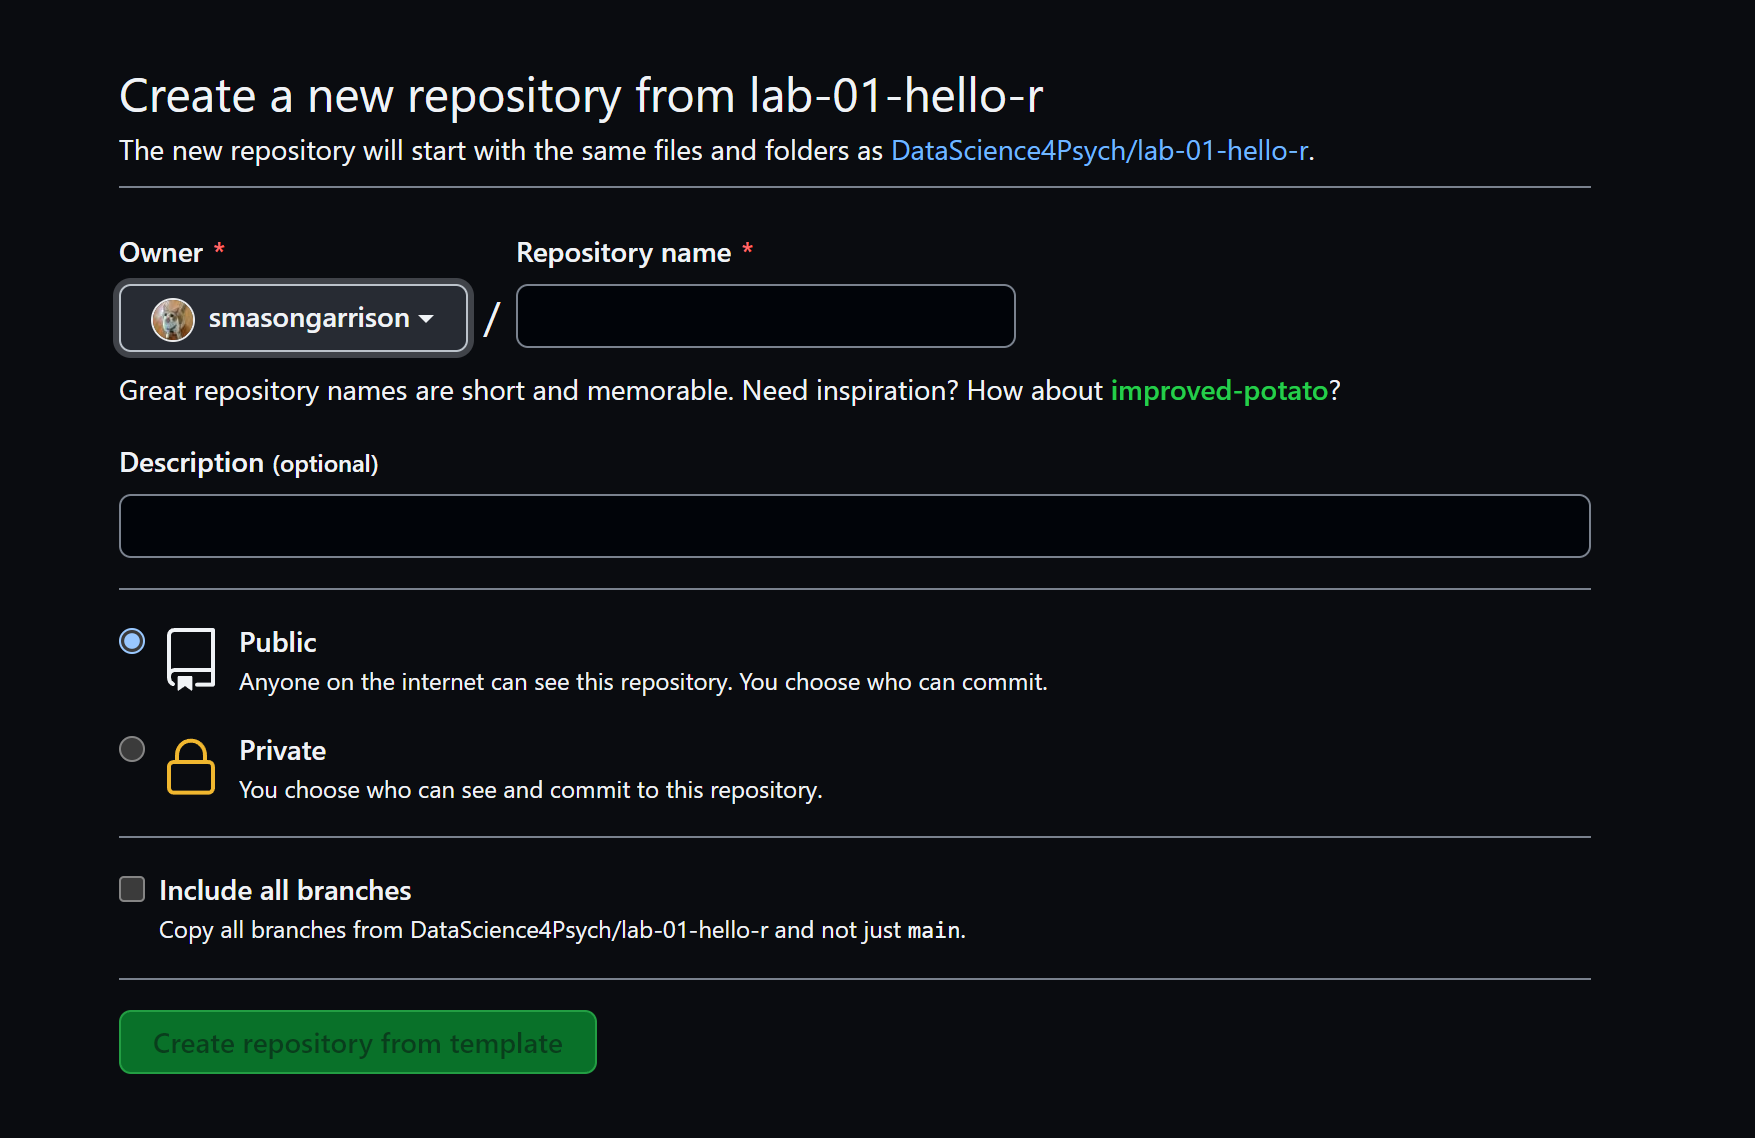 Create a new repository from lab-01-hello-r
The new repository will start with the same files and folders as DataScience4Psych/lab-01-hello-r.
Owner * Repository name *
smasongarrison /
Great repository names are short and memorable. Need inspiration? How about improved-potato?
Description (optional)
Public
Anyone on the internet can see this repository. You choose who can commit.
Private
You choose who can see and commit to this repository.
Include all branches
Copy all branches from DataScience4Psych/lab-01-hello-r and not just main.
Create repository from template